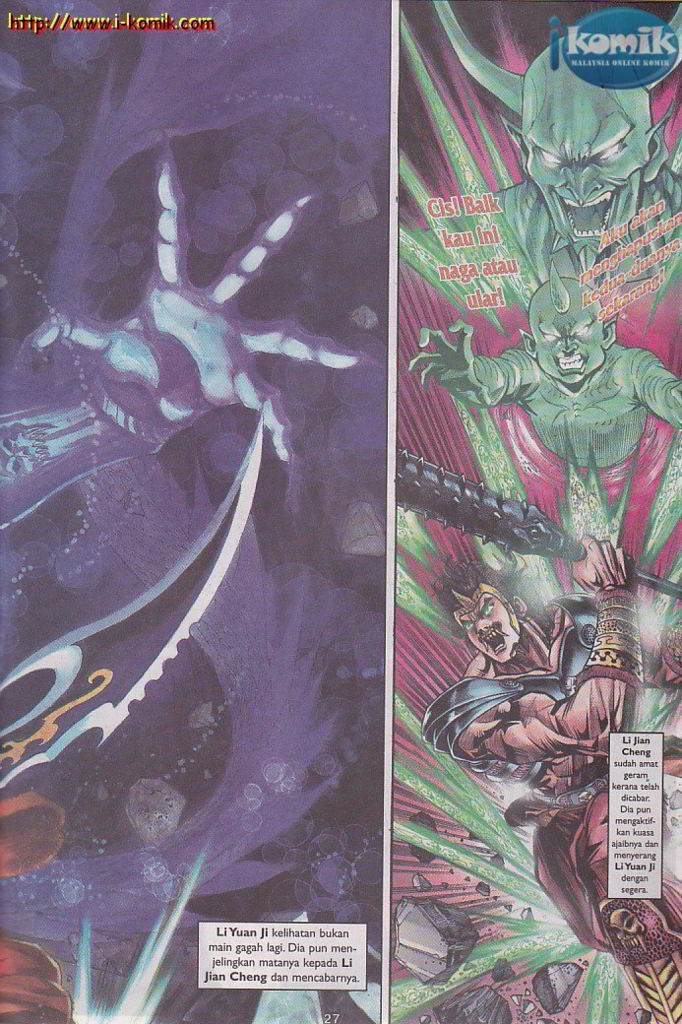 http://www.i-komik.com
ikomik
MALAYSIA ONLINE KOMIK
Cis! Baik
kau ini
naga atau
ular!
Aku akan
menghapuskan
kedua-duanya
sekarang!
Li Jian
Cheng
sudah amat
geram
kerana telah
dicabar.
Dia pun
mengaktif-
kan kuasa
ajaibnya dan
menyerang
Li Yuan Ji
dengan
segera.
Li Yuan Ji kelihatan bukan
main gagah lagi. Dia pun men-
jelingkan matanya kepada Li
Jian Cheng dan mencabarnya.
27